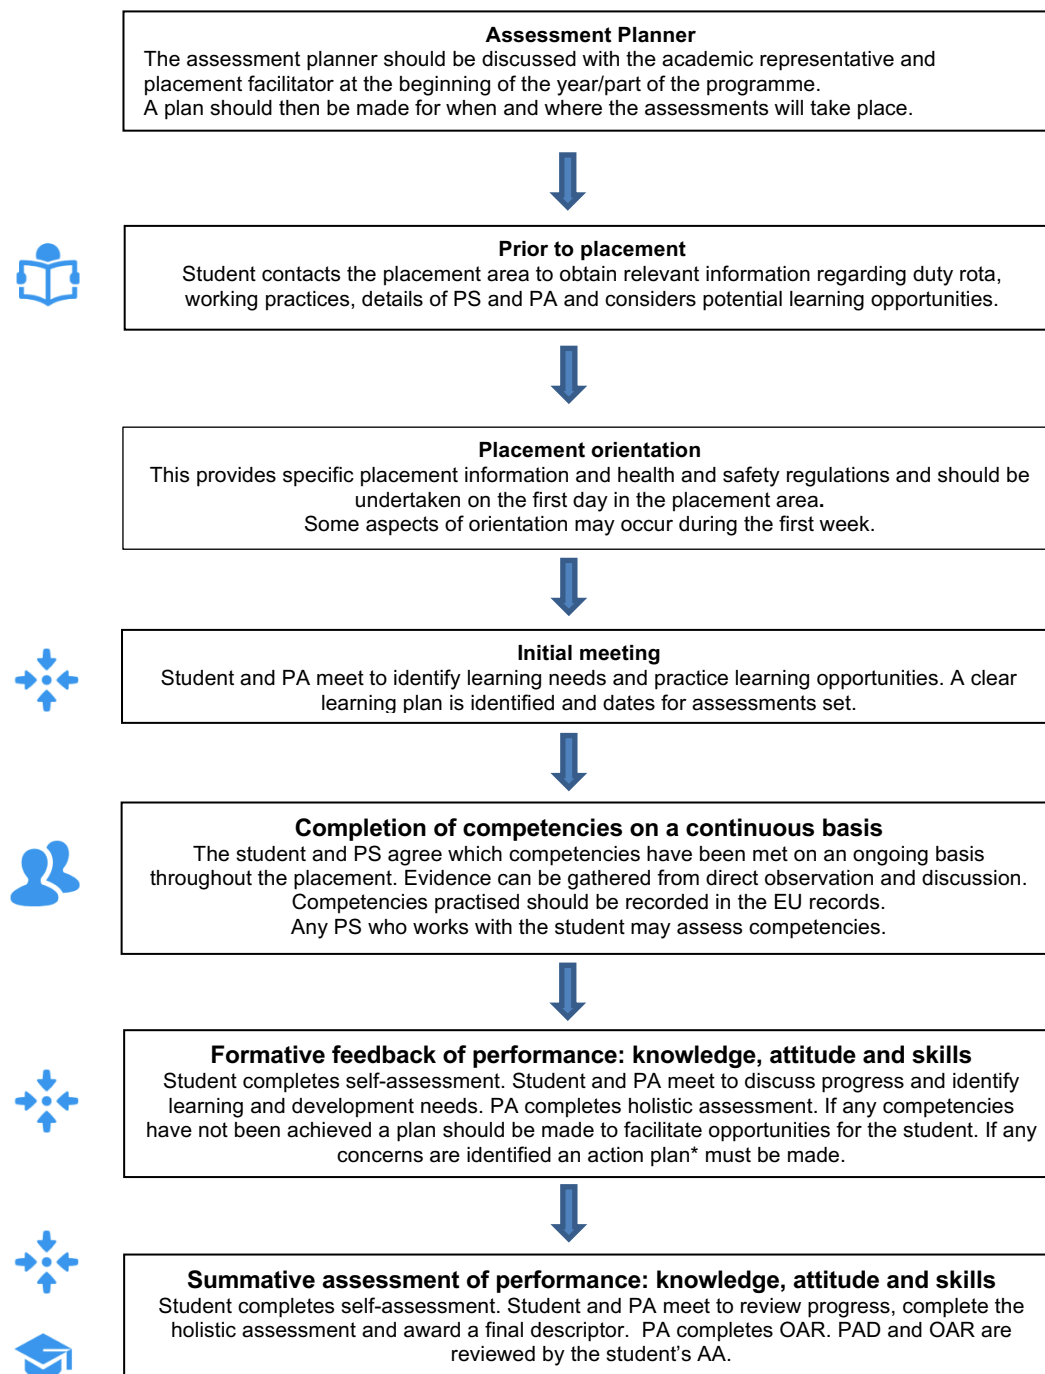 Assessment Planner
The assessment planner should be discussed with the academic representative and
placement facilitator at the beginning of the year/part of the programme.
A plan should then be made for when and where the assessments will take place.
Prior to placement
Student contacts the placement area to obtain relevant information regarding duty rota,
working practices, details of PS and PA and considers potential learning opportunities.
Placement orientation
This provides specific placement information and health and safety regulations and should be
undertaken on the first day in the placement area.
Some aspects of orientation may occur during the first week.
Initial meeting
Student and PA meet to identify learning needs and practice learning opportunities. A clear
learning plan is identified and dates for assessments set.
Completion of competencies on a continuous basis
The student and PS agree which competencies have been met on an ongoing basis
throughout the placement. Evidence can be gathered from direct observation and discussion.
Competencies practised should be recorded in the EU records.
Any PS who works with the student may assess competencies.
Formative feedback of performance: knowledge, attitude and skills
Student completes self-assessment. Student and PA meet to discuss progress and identify
learning and development needs. PA completes holistic assessment. If any competencies
have not been achieved a plan should be made to facilitate opportunities for the student. If any
concerns are identified an action plan* must be made.
Summative assessment of performance: knowledge, attitude and skills
Student completes self-assessment. Student and PA meet to review progress, complete the
holistic assessment and award a final descriptor. PA completes OAR. PAD and OAR are
reviewed by the student's AA.